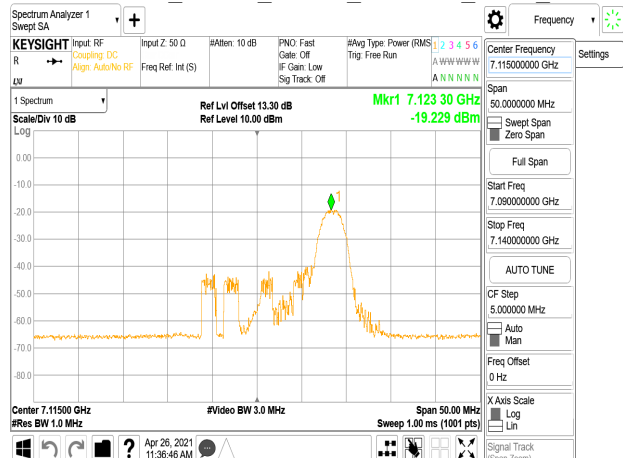 Spectrum Analyzer 1
Swept SA
Frequency
KEYSIGHT
R
Input: RF
Coupling: DC
Align: Auto/No RF
Input Z: 50 Ω
Freq Ref: Int (S)
#Atten: 10 dB
PNO: Fast
Gate: Off
IF Gain: Low
Sig Track: Off
#Avg Type: Power (RMS
Trig: Free Run
1 2 3 4 5 6
A W W W W W
A N N N N N
Center Frequency
7.115000000 GHz
Settings
Span
50.0000000 MHz
Swept Span
Zero Span
Full Span
Start Freq
7.090000000 GHz
Stop Freq
7.140000000 GHz
AUTO TUNE
CF Step
5.000000 MHz
Auto
Man
Freq Offset
0 Hz
X Axis Scale
Log
Lin
Signal Track
(Span Zoom)
1 Spectrum
Scale/Div 10 dB
Log
Ref Lvl Offset 13.30 dB
Ref Level 10.00 dBm
Mkr1 7.123 30 GHz
-19.229 dBm
0.00
-10.0
-20.0
-30.0
-40.0
-50.0
-60.0
-70.0
-80.0
1
Center 7.11500 GHz
#Res BW 1.0 MHz
#Video BW 3.0 MHz
Span 50.00 MHz
Sweep 1.00 ms (1001 pts)
?
Apr 26, 2021
11:36:46 AM